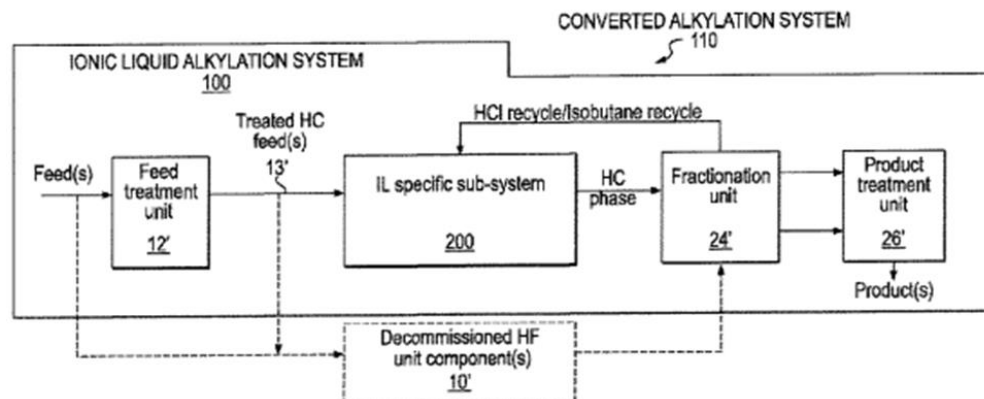 CONVERTED ALKYLATION SYSTEM
110
IONIC LIQUID ALKYLATION SYSTEM
100
HCl recycle/Isobutane recycle
Treated HC
feed(s)
13'
Feed(s)
Feed
treatment
unit
12'
IL specific sub-system
200
HC
phase
Fractionation
unit
24'
Product
treatment
unit
26'
Product(s)
Decommissioned HF
unit component(s)
10'